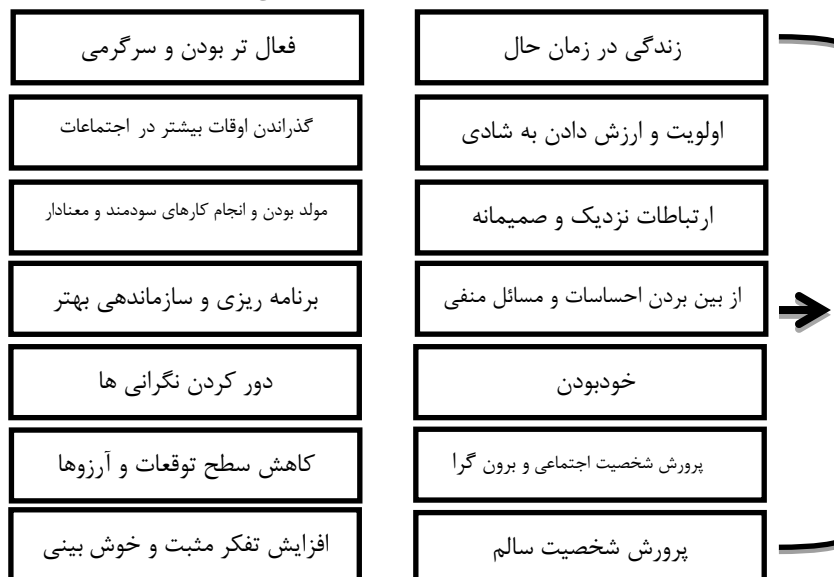 زندگی در زمان حال
فعال تر بودن و سرگرمی
اولویت و ارزش دادن به شادی
گذراندن اوقات بیشتر در اجتماعات
ارتباطات نزدیک و صمیمانه
مولد بودن و انجام کارهای سودمند و معنادار
از بین بردن احساسات و مسائل منفی
برنامه ریزی و سازماندهی بهتر
خودبودن
دور کردن نگرانی ها
پرورش شخصیت اجتماعی و برون گرا
کاهش سطح توقعات و آرزوها
پرورش شخصیت سالم
افزایش تفکر مثبت و خوش بینی